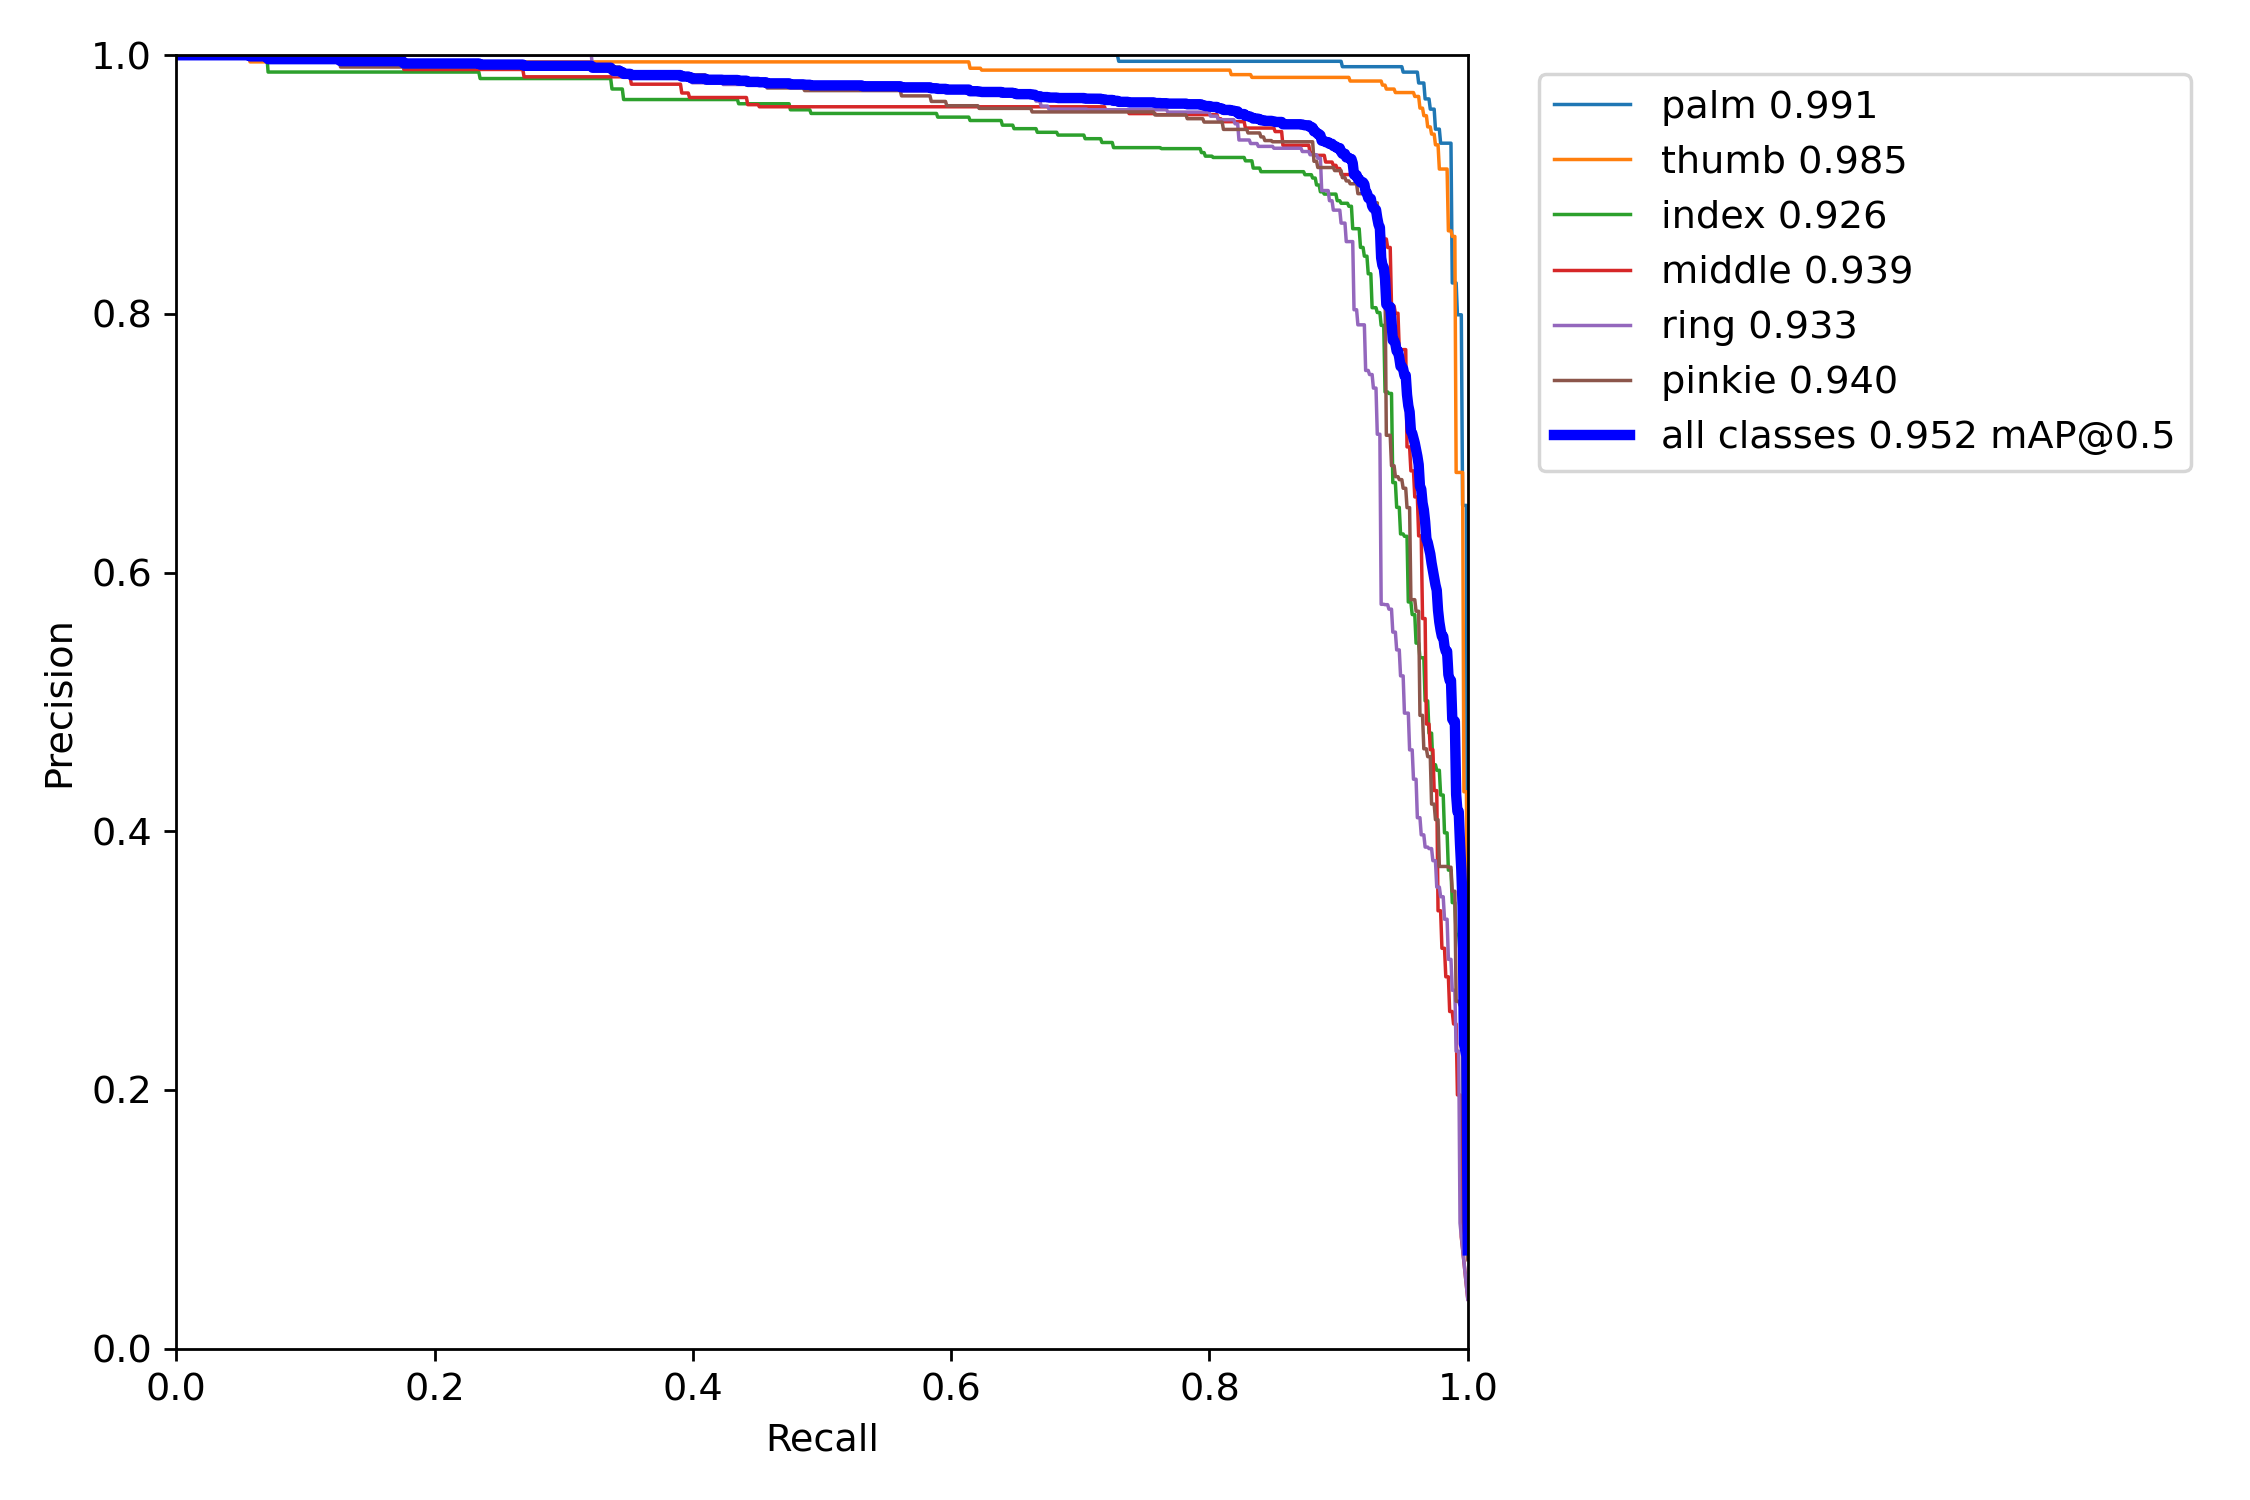 1.0
0.8
0.6
0.4
0.2
0.0
Precision
0.0 0.2 0.4 0.6 0.8 1.0
Recall
palm 0.991
thumb 0.985
index 0.926
middle 0.939
ring 0.933
pinkie 0.940
all classes 0.952 mAP@0.5